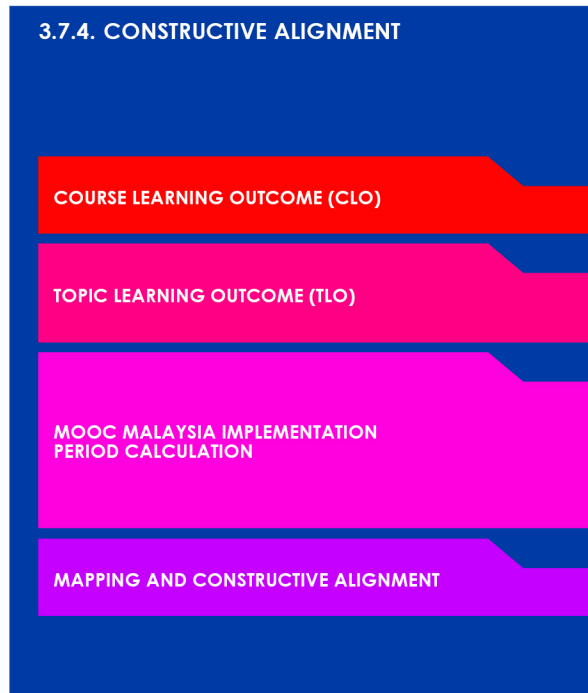 3.7.4. CONSTRUCTIVE ALIGNMENT
COURSE LEARNING OUTCOME (CLO)
TOPIC LEARNING OUTCOME (TLO)
MOOC MALAYSIA IMPLEMENTATION
PERIOD CALCULATION
MAPPING AND CONSTRUCTIVE ALIGNMENT